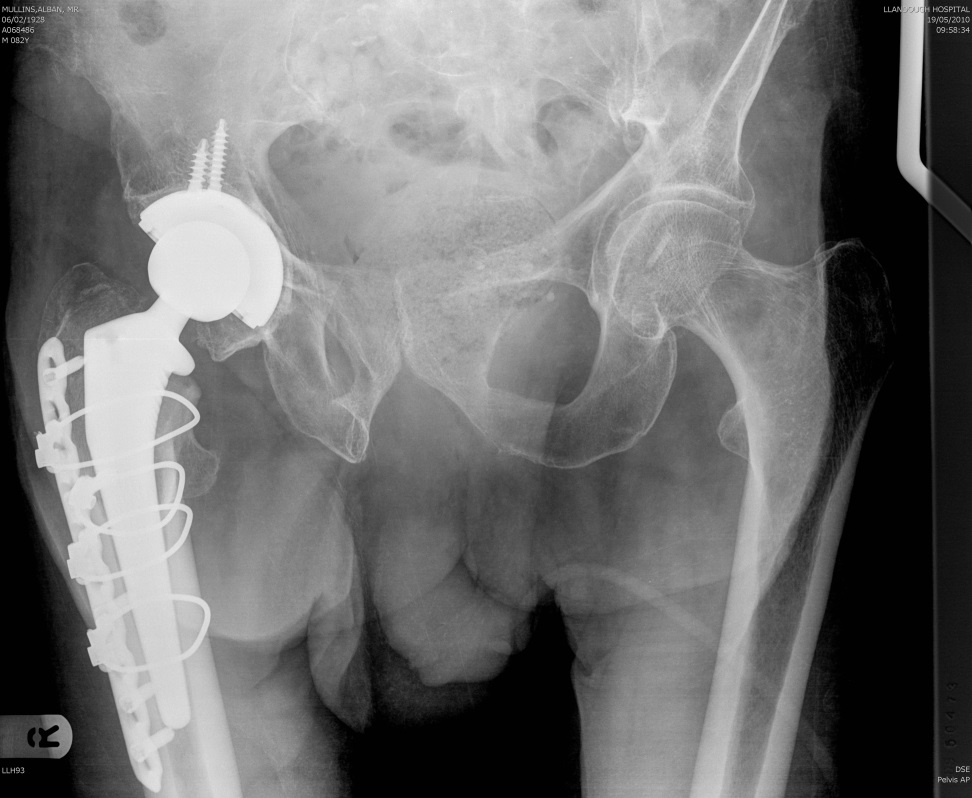 MULLINS,ALBAN, MR.
06/02/1928
A068486
M 082Y
LLANDOUGH HOSPITAL
19/05/2010
09:58:34
R
LLH93
DSE
Pelvis AP